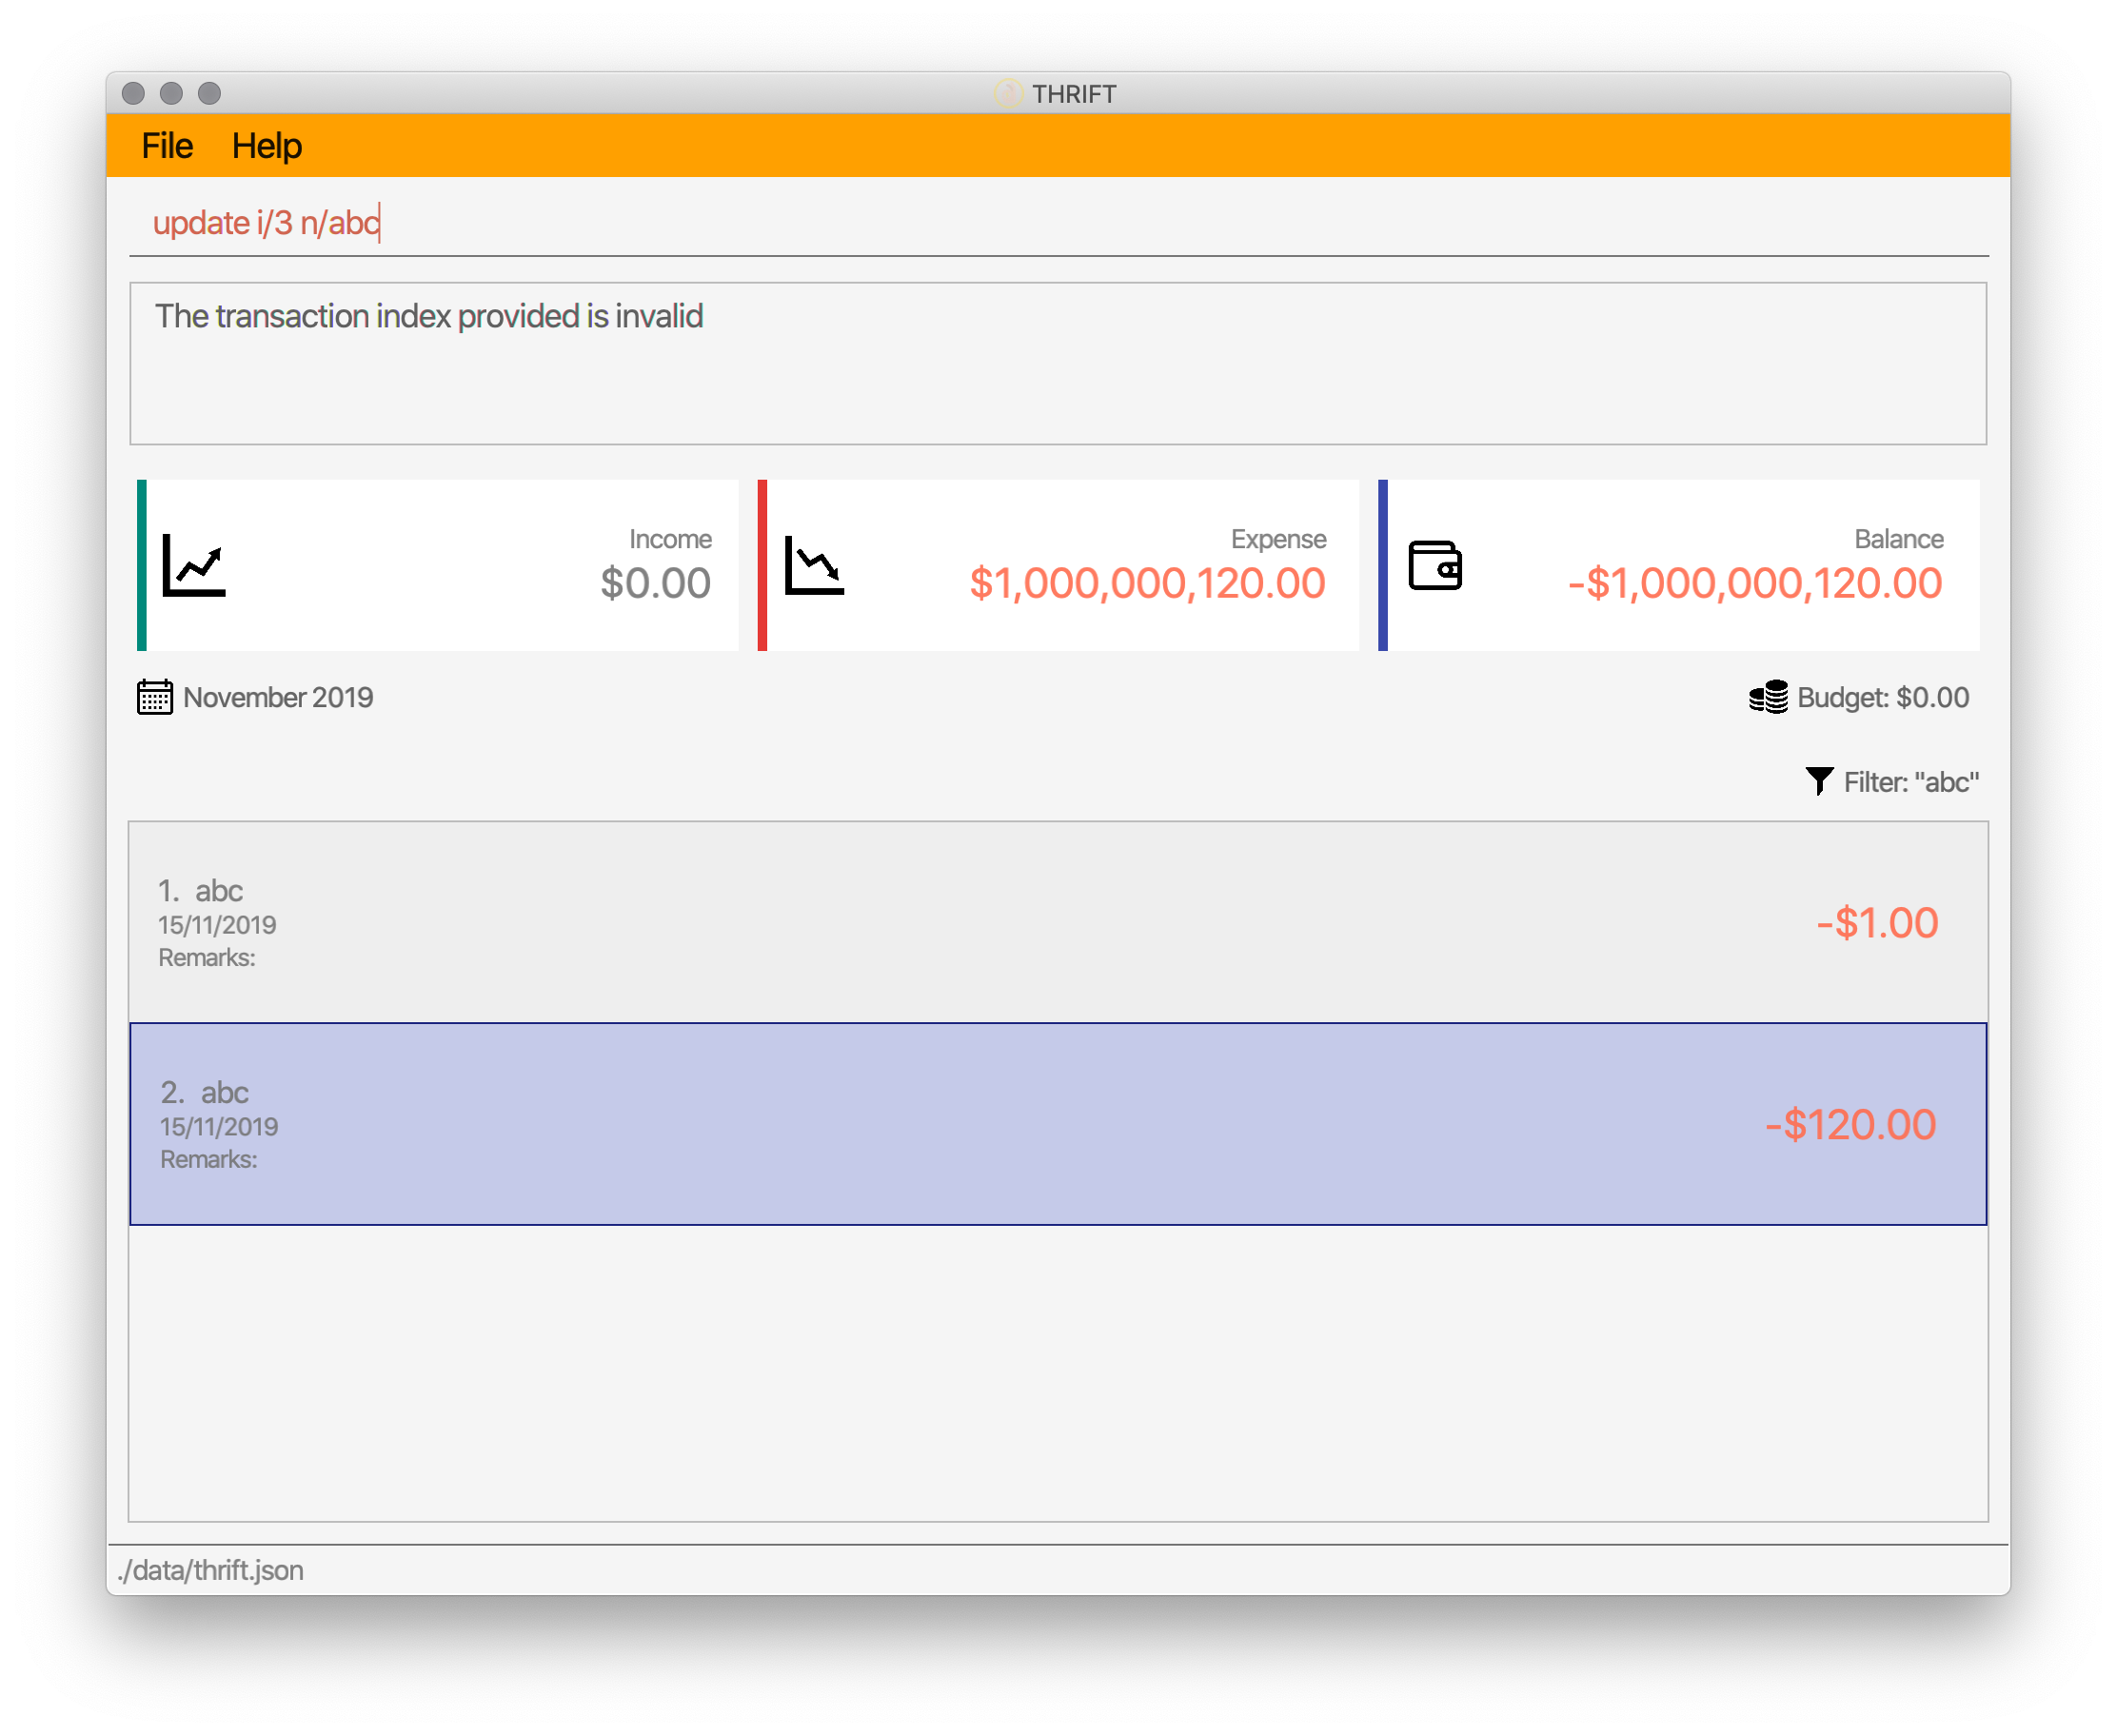 THRIFT
File Help
update i/3 n/abc
The transaction index provided is invalid
Income
$0.00
Expense
$1,000,000,120.00
Balance
-$1,000,000,120.00
November 2019
Budget: $0.00
Filter: "abc"
1. abc
15/11/2019
Remarks:
-$1.00
2. abc
15/11/2019
Remarks:
-$120.00
./data/thrift.json